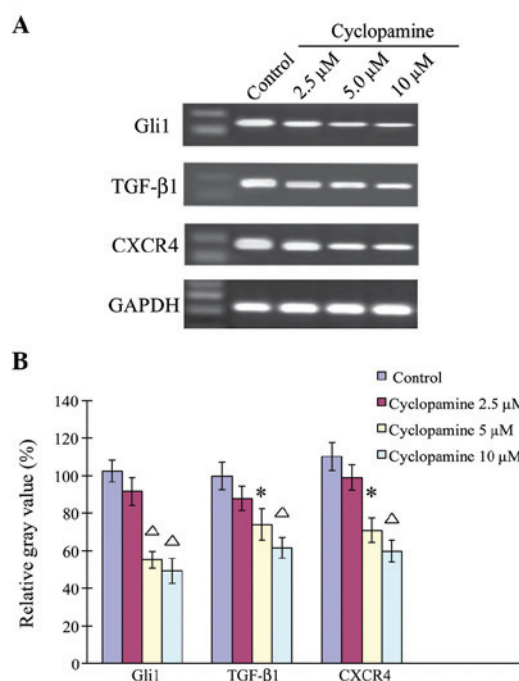 A
Cyclopamine
Control
2.5 µM
5.0 µM
10 µM
Gli1
TGF-β1
CXCR4
GAPDH
B
Control
Cyclopamine 2.5 µM
Cyclopamine 5 µM
Cyclopamine 10 µM
Relative gray value (%)
140
120
100
80
60
40
20
0
* △
* △
△ △
Gli1 TGF-β1 CXCR4